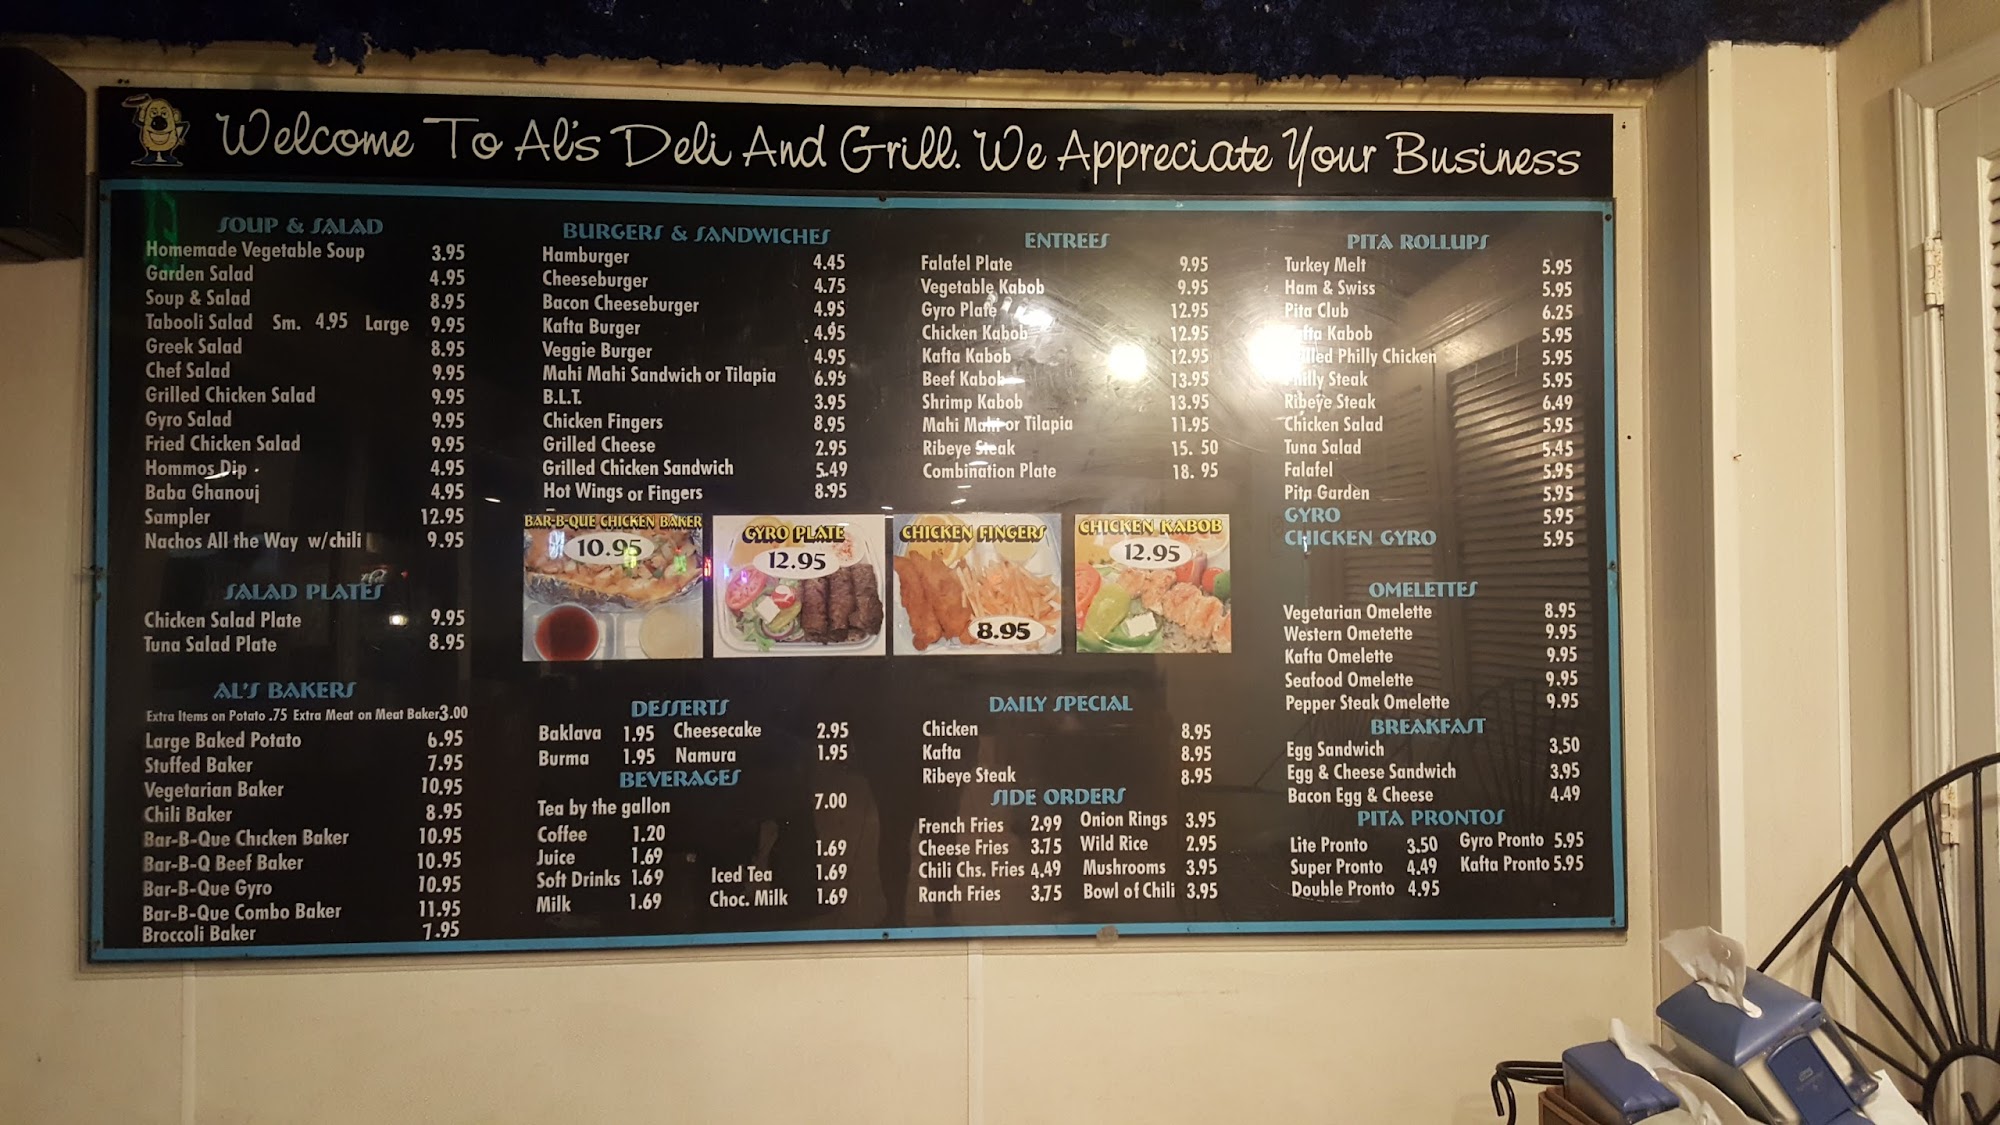 Welcome To Al's Deli And Grill. We Appreciate Your Business
SOUP & SALAD
Homemade Vegetable Soup 3.95
Garden Salad 4.95
Soup & Salad 8.95
Tabooli Salad Sm. 4.95 Large 9.95
Greek Salad 8.95
Chef Salad 9.95
Grilled Chicken Salad 9.95
Gyro Salad 9.95
Fried Chicken Salad 9.95
Hommos Dip 4.95
Baba Ghanouj 4.95
Sampler 12.95
Nachos All the Way w/chili 9.95
SALAD PLATES
Chicken Salad Plate 9.95
Tuna Salad Plate 8.95
AL'S BAKERS
Extra Items on Potato .75 Extra Meat on Meat Baker 3.00
Large Baked Potato 6.95
Stuffed Baker 7.95
Vegetarian Baker 10.95
Chili Baker 8.95
Bar-B-Que Chicken Baker 10.95
Bar-B-Q Beef Baker 10.95
Bar-B-Que Gyro 10.95
Bar-B-Que Combo Baker 11.95
Broccoli Baker 7.95
BURGERS & SANDWICHES
Hamburger 4.45
Cheeseburger 4.75
Bacon Cheeseburger 4.95
Kafta Burger 4.95
Veggie Burger 4.95
Mahi Mahi Sandwich or Tilapia 6.95
B.L.T. 3.95
Chicken Fingers 8.95
Grilled Cheese 2.95
Grilled Chicken Sandwich 5.49
Hot Wings or Fingers 8.95
ENTREES
Falafel Plate 9.95
Vegetable Kabob 9.95
Gyro Plate 12.95
Chicken Kabob 12.95
Kafta Kabob 12.95
Beef Kabob 13.95
Shrimp Kabob 13.95
Mahi Mahi or Tilapia 11.95
Ribeye Steak 15. 50
Combination Plate 18. 95
BAR-B-QUE CHICKEN BAKER
10.95
GYRO PLATE
12.95
CHICKEN FINGERS
8.95
CHICKEN KABOB
12.95
DESSERTS
Baklava 1.95 Cheesecake 2.95
Burma 1.95 Namura 1.95
BEVERAGES
Tea by the gallon 7.00
Coffee 1.20
Juice 1.69 1.69
Soft Drinks 1.69 Iced Tea 1.69
Milk 1.69 Choc. Milk 1.69
DAILY SPECIAL
Chicken 8.95
Kafta 8.95
Ribeye Steak 8.95
SIDE ORDERS
French Fries 2.99 Onion Rings 3.95
Cheese Fries 3.75 Wild Rice 2.95
Chili Chs. Fries 4.49 Mushrooms 3.95
Ranch Fries 3.75 Bowl of Chili 3.95
PITA ROLLUPS
Turkey Melt 5.95
Ham & Swiss 5.95
Pita Club 6.25
Kafta Kabob 5.95
Grilled Philly Chicken 5.95
Philly Steak 5.95
Ribeye Steak 6.49
Chicken Salad 5.95
Tuna Salad 5.45
Falafel 5.95
Pita Garden 5.95
GYRO 5.95
CHICKEN GYRO 5.95
OMELETTES
Vegetarian Omelette 8.95
Western Ometette 9.95
Kafta Omelette 9.95
Seafood Omelette 9.95
Pepper Steak Omelette 9.95
BREAKFAST
Egg Sandwich 3.50
Egg & Cheese Sandwich 3.95
Bacon Egg & Cheese 4.49
PITA PRONTOS
Lite Pronto 3.50 Gyro Pronto 5.95
Super Pronto 4.49 Kafta Pronto 5.95
Double Pronto 4.95